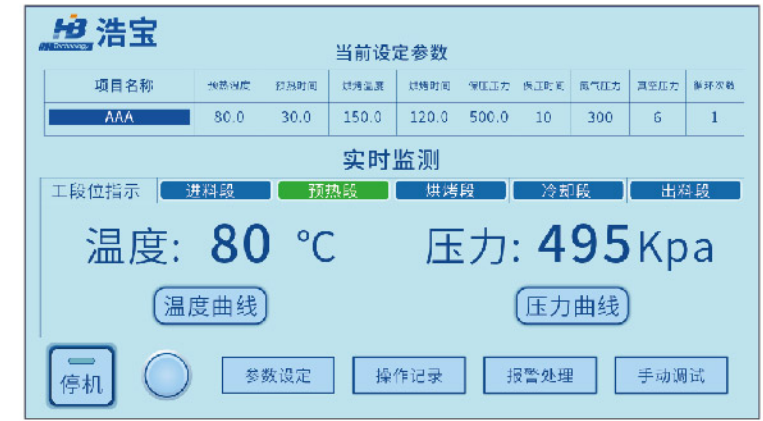 HB 浩宝
Technology
当前设定参数
项目名称 预热温度 预热时间 烘烤温度 烘烤时间 保压压力 保压时间 氮气压力 真空压力 循环次数
AAA 80.0 30.0 150.0 120.0 500.0 10 300 6 1
实时监测
工段位指示 进料段 预热段 烘烤段 冷却段 出料段
温度: 80 °C 压力: 495Kpa
温度曲线 压力曲线
停机 参数设定 操作记录 报警处理 手动调试